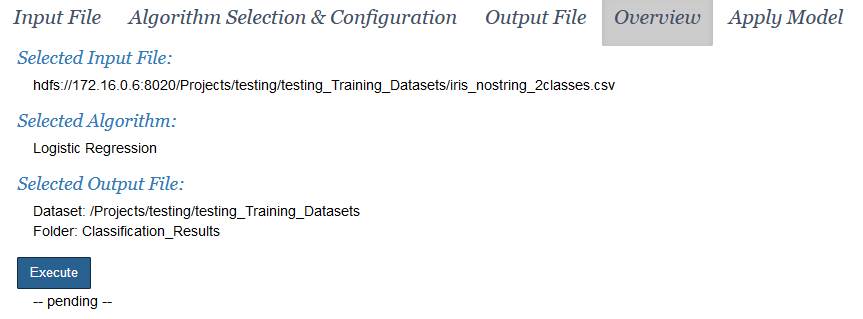 Input File Algorithm Selection & Configuration Output File Overview Apply Model
Selected Input File:
hdfs://172.16.0.6:8020/Projects/testing/testing_Training_Datasets/iris_nostring_2classes.csv
Selected Algorithm:
Logistic Regression
Selected Output File:
Dataset: /Projects/testing/testing_Training_Datasets
Folder: Classification_Results
Execute
-- pending --